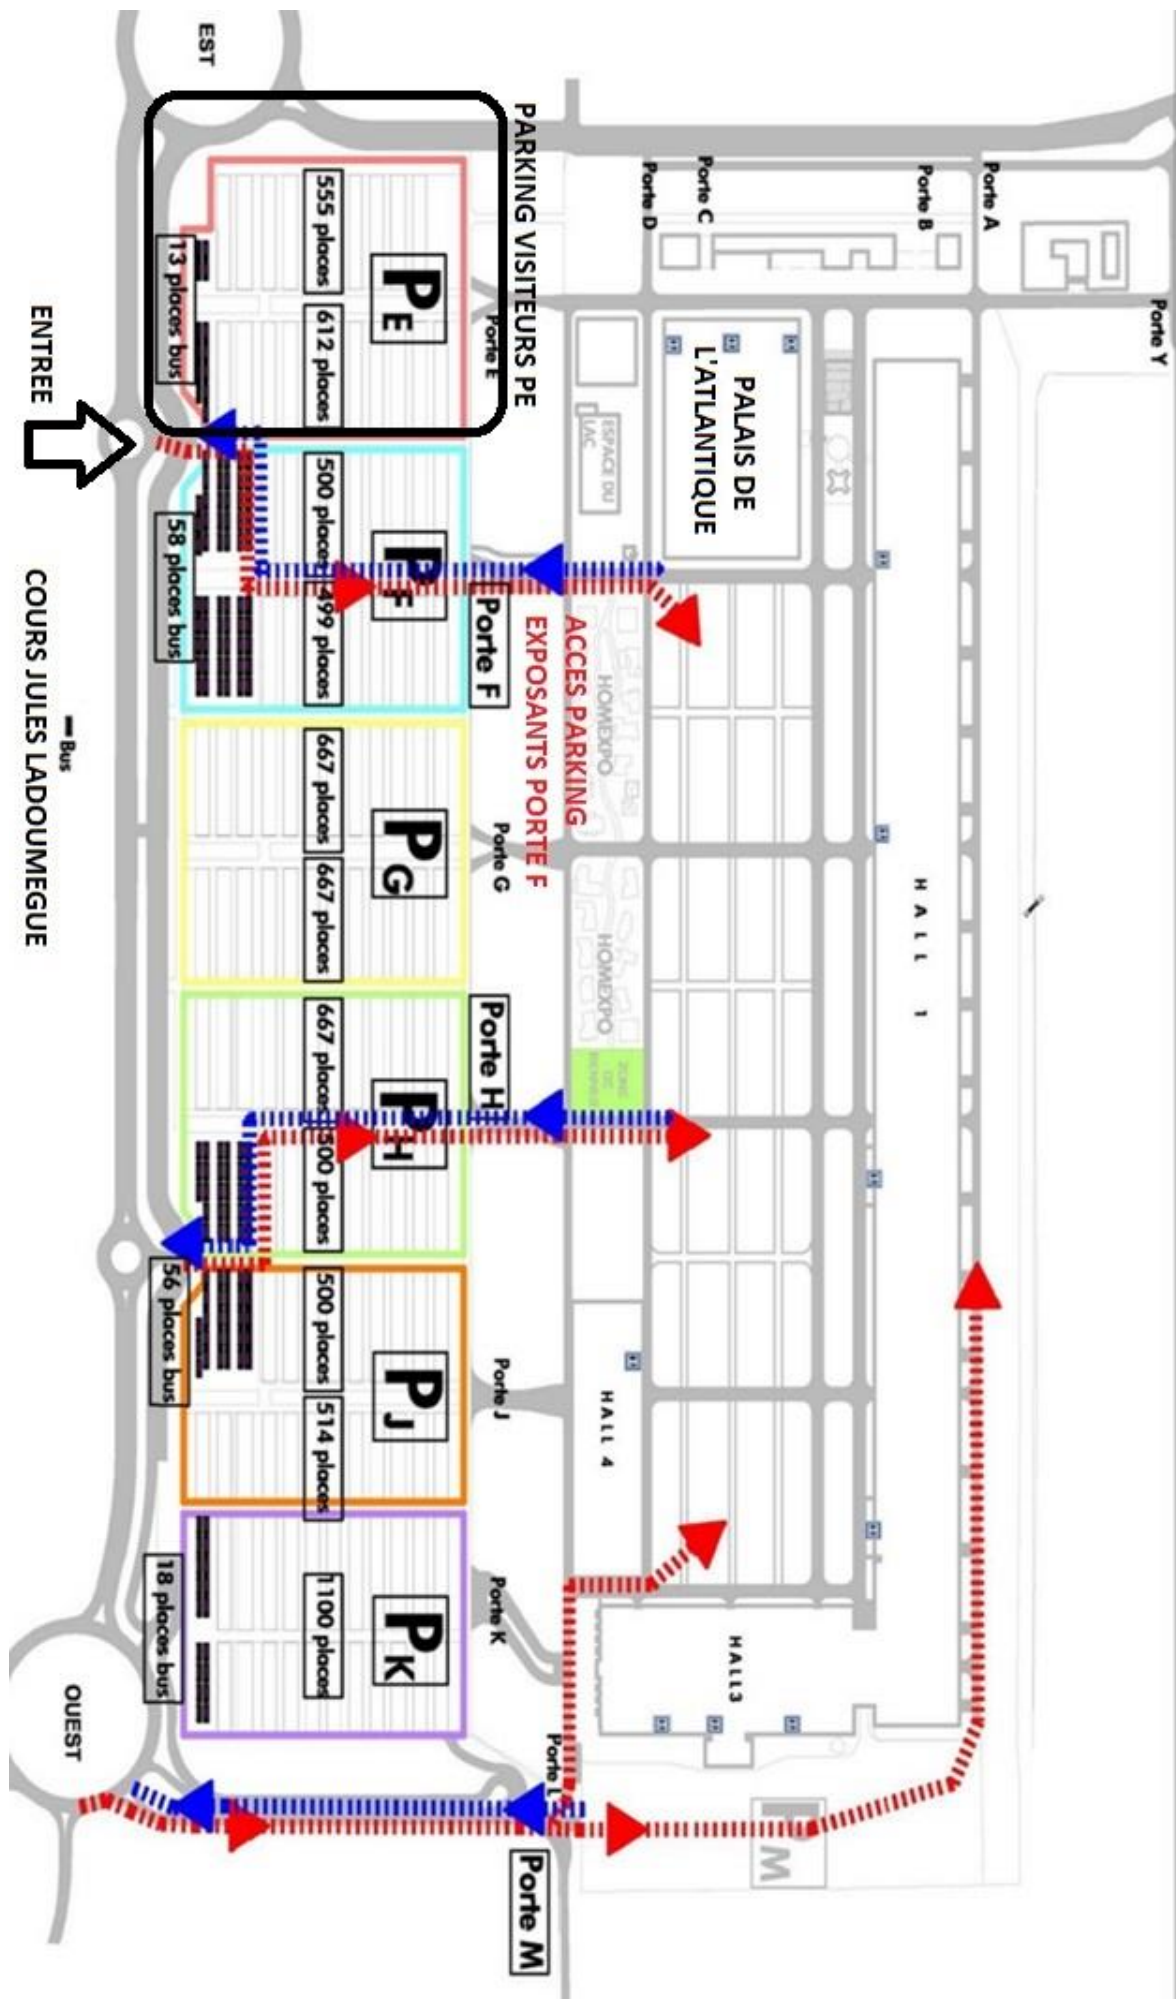 Porte Y
Porte A
Porte B
HALL 1
PALAIS DE
L'ATLANTIQUE
Porte C
HALL3
P M
Porte D
ESPACE DU
LAC
HOMEXPO
HOMEXPO
ZONE
DE
HALL 4
ACCES PARKING
EXPOSANTS PORTE F
PARKING VISITEURS PE
Porte E
Porte F
Porte G
Porte H
Porte J
Porte K
Porte L
Porte M
PE
PF
PG
PH
PJ
PK
555 places
612 places
500 places
499 places
667 places
667 places
667 places
500 places
500 places
514 places
1100 places
EST
13 places bus
58 places bus
56 places bus
18 places bus
OUEST
Bus
ENTREE
COURS JULES LADOUMEGUE